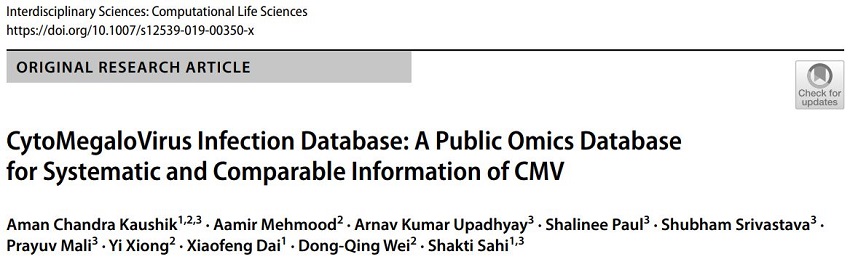 Interdisciplinary Sciences: Computational Life Sciences
https://doi.org/10.1007/s12539-019-00350-x
ORIGINAL RESEARCH ARTICLE
Check for
updates
CytoMegaloVirus Infection Database: A Public Omics Database
for Systematic and Comparable Information of CMV
Aman Chandra Kaushik1,2,3 · Aamir Mehmood2 · Arnav Kumar Upadhyay3 · Shalinee Paul3 · Shubham Srivastava3 ·
Prayuv Mali3 · Yi Xiong2 · Xiaofeng Dai1 · Dong-Qing Wei2 · Shakti Sahi1,3